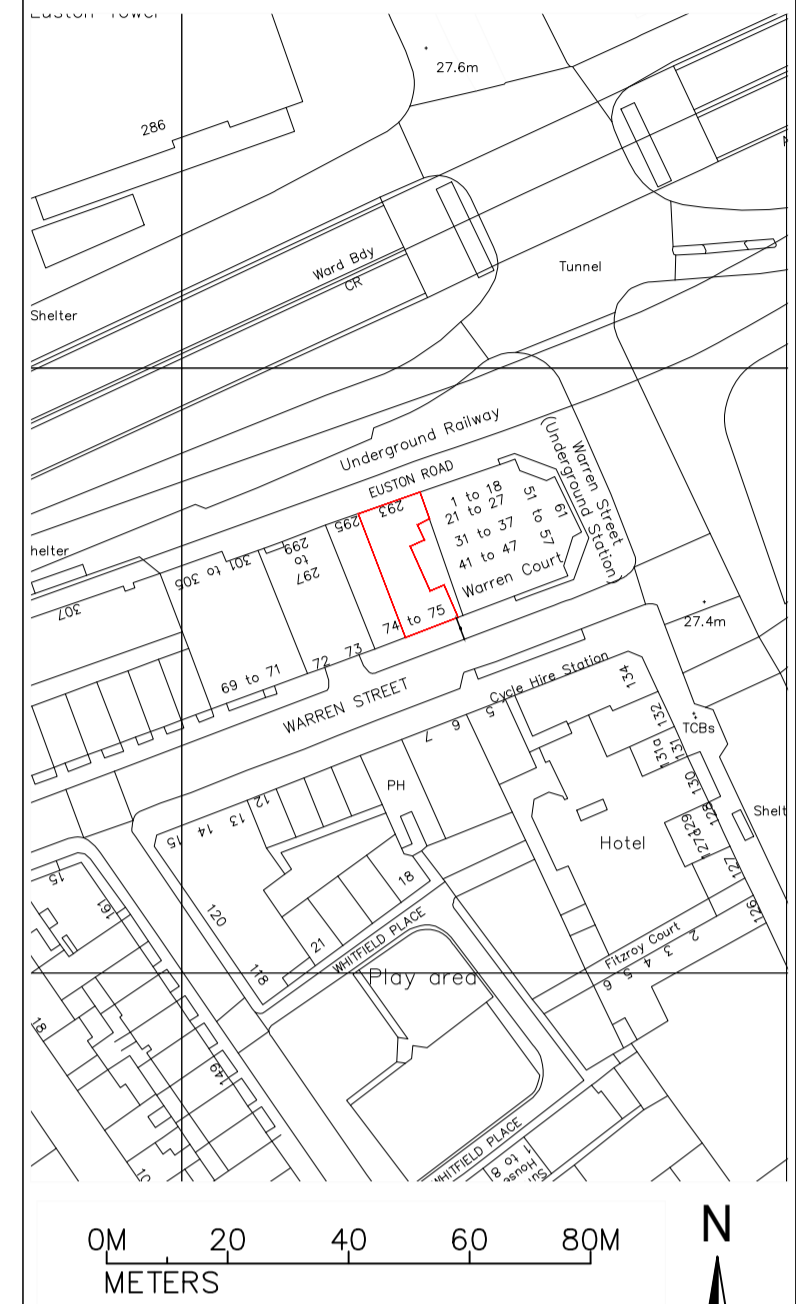 Euston Tower
27.6m
286
Ward Bdy
CR
Tunnel
Shelter
Underground Railway
EUSTON ROAD
Warren Street
(Underground Station)
293
295
299
to
297
301 to 305
helter
307
1 to 18
21 to 27
31 to 37
41 to 47
51 to 57
61
Warren Court
74 to 75
73
72
69 to 71
27.4m
WARREN STREET
Cycle Hire Station
134
132
TCBs
131a
131
130
128
129
127a
127
126
5
6
7
PH
12
13
14
15
Hotel
Shelt
18
21
120
118
WHITFIELD PLACE
Play area
Fitzroy Court
2
3
4
5
6
15
161
18
149
WHITFIELD PLACE
1 to 8
House
0M 20 40 60 80M
METERS
N